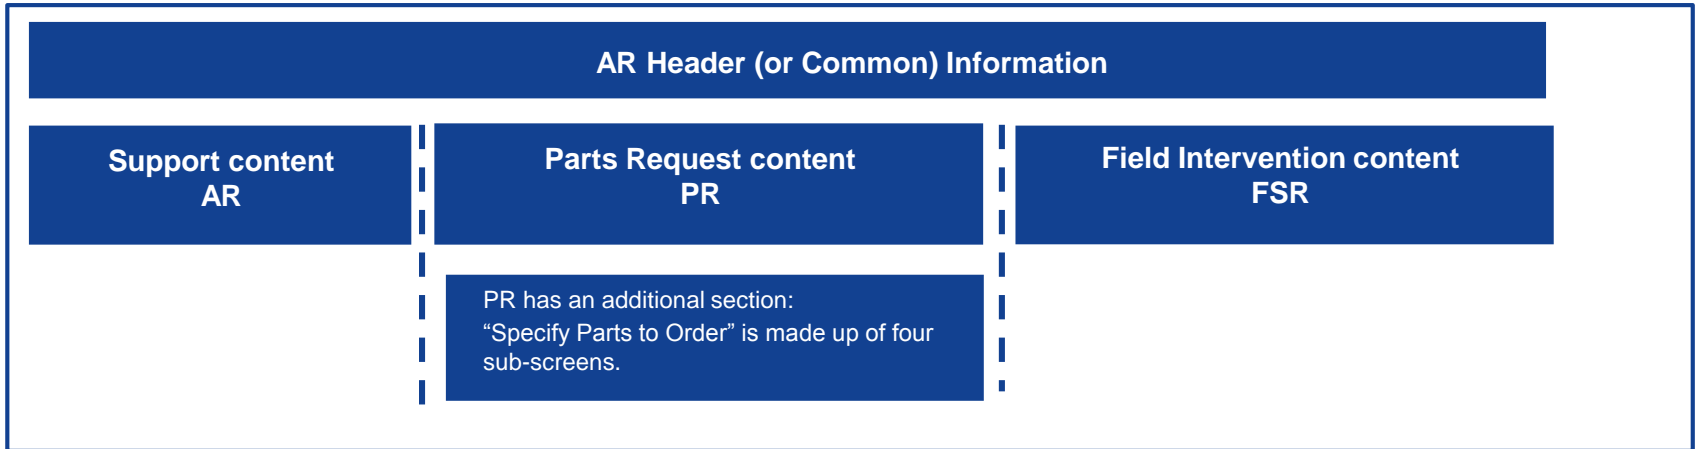 AR Header (or Common) Information
Support content
AR
Parts Request content
PR
Field Intervention content
FSR
PR has an additional section:
“Specify Parts to Order” is made up of four
sub-screens.